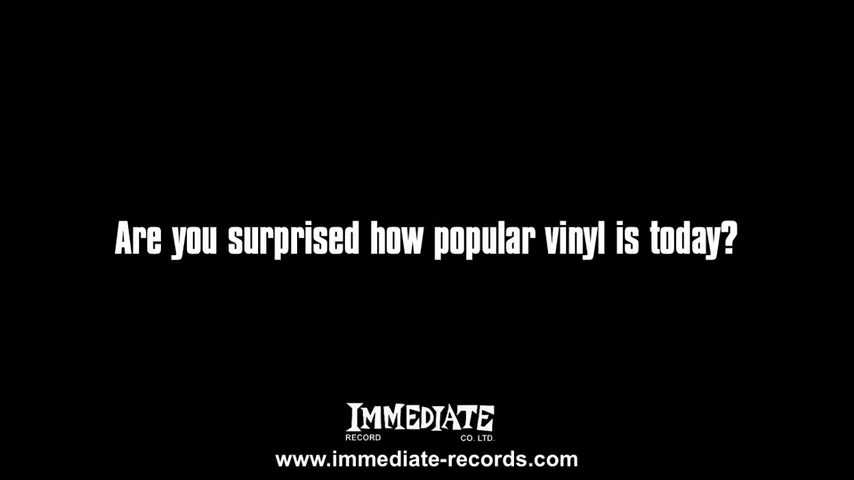 Are you surprised how popular vinyl is today?
IMMEDIATE
RECORD CO. LTD.
www.immediate-records.com